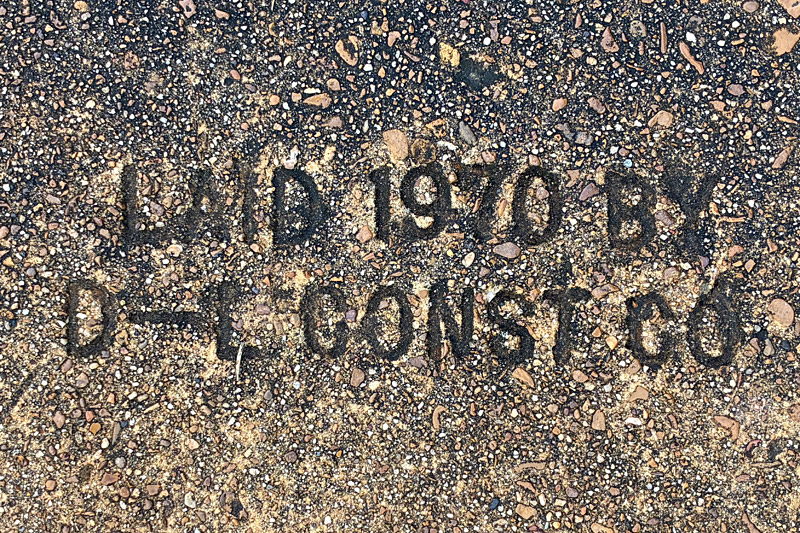 LAID 1970 BY
D-L CONST CO